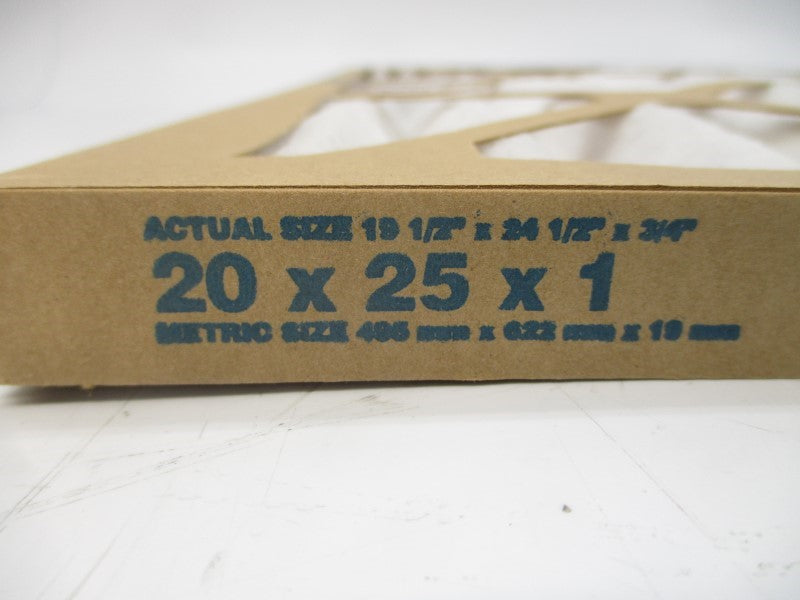 ACTUAL SIZE 19 1/2" x 24 1/2" x 3/4"
20 x 25 x 1
METRIC SIZE 495 mm x 622 mm x 19 mm